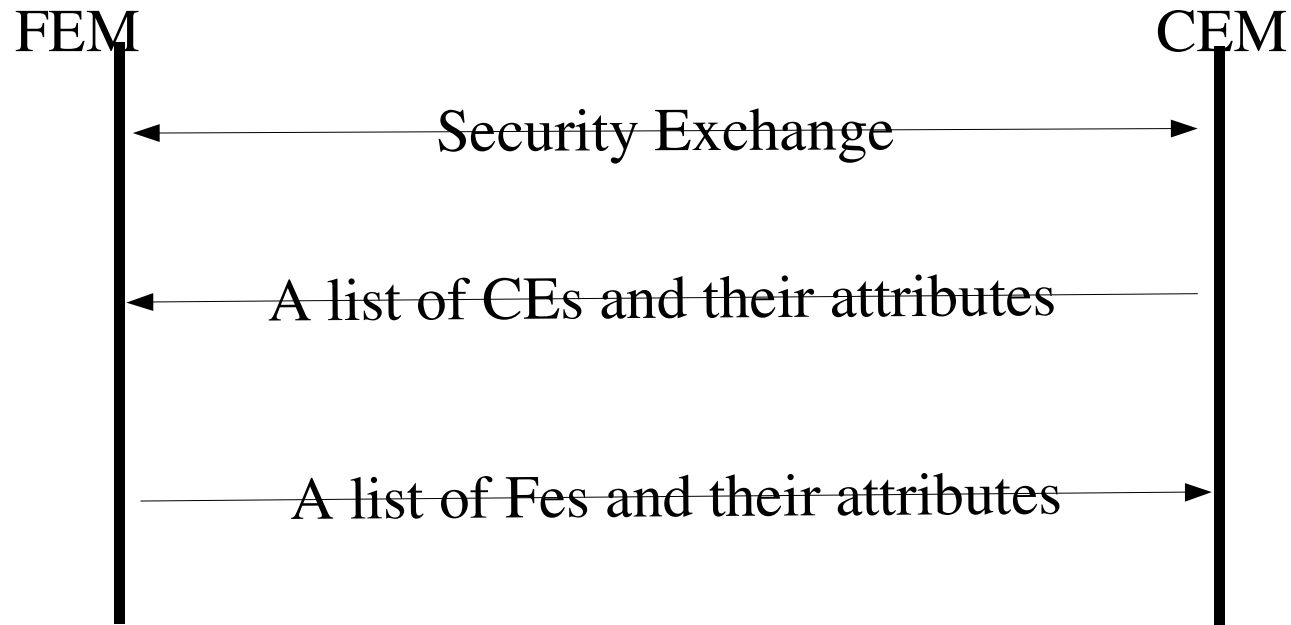 FEM
CEM
Security Exchange
A list of CEs and their attributes
A list of Fes and their attributes